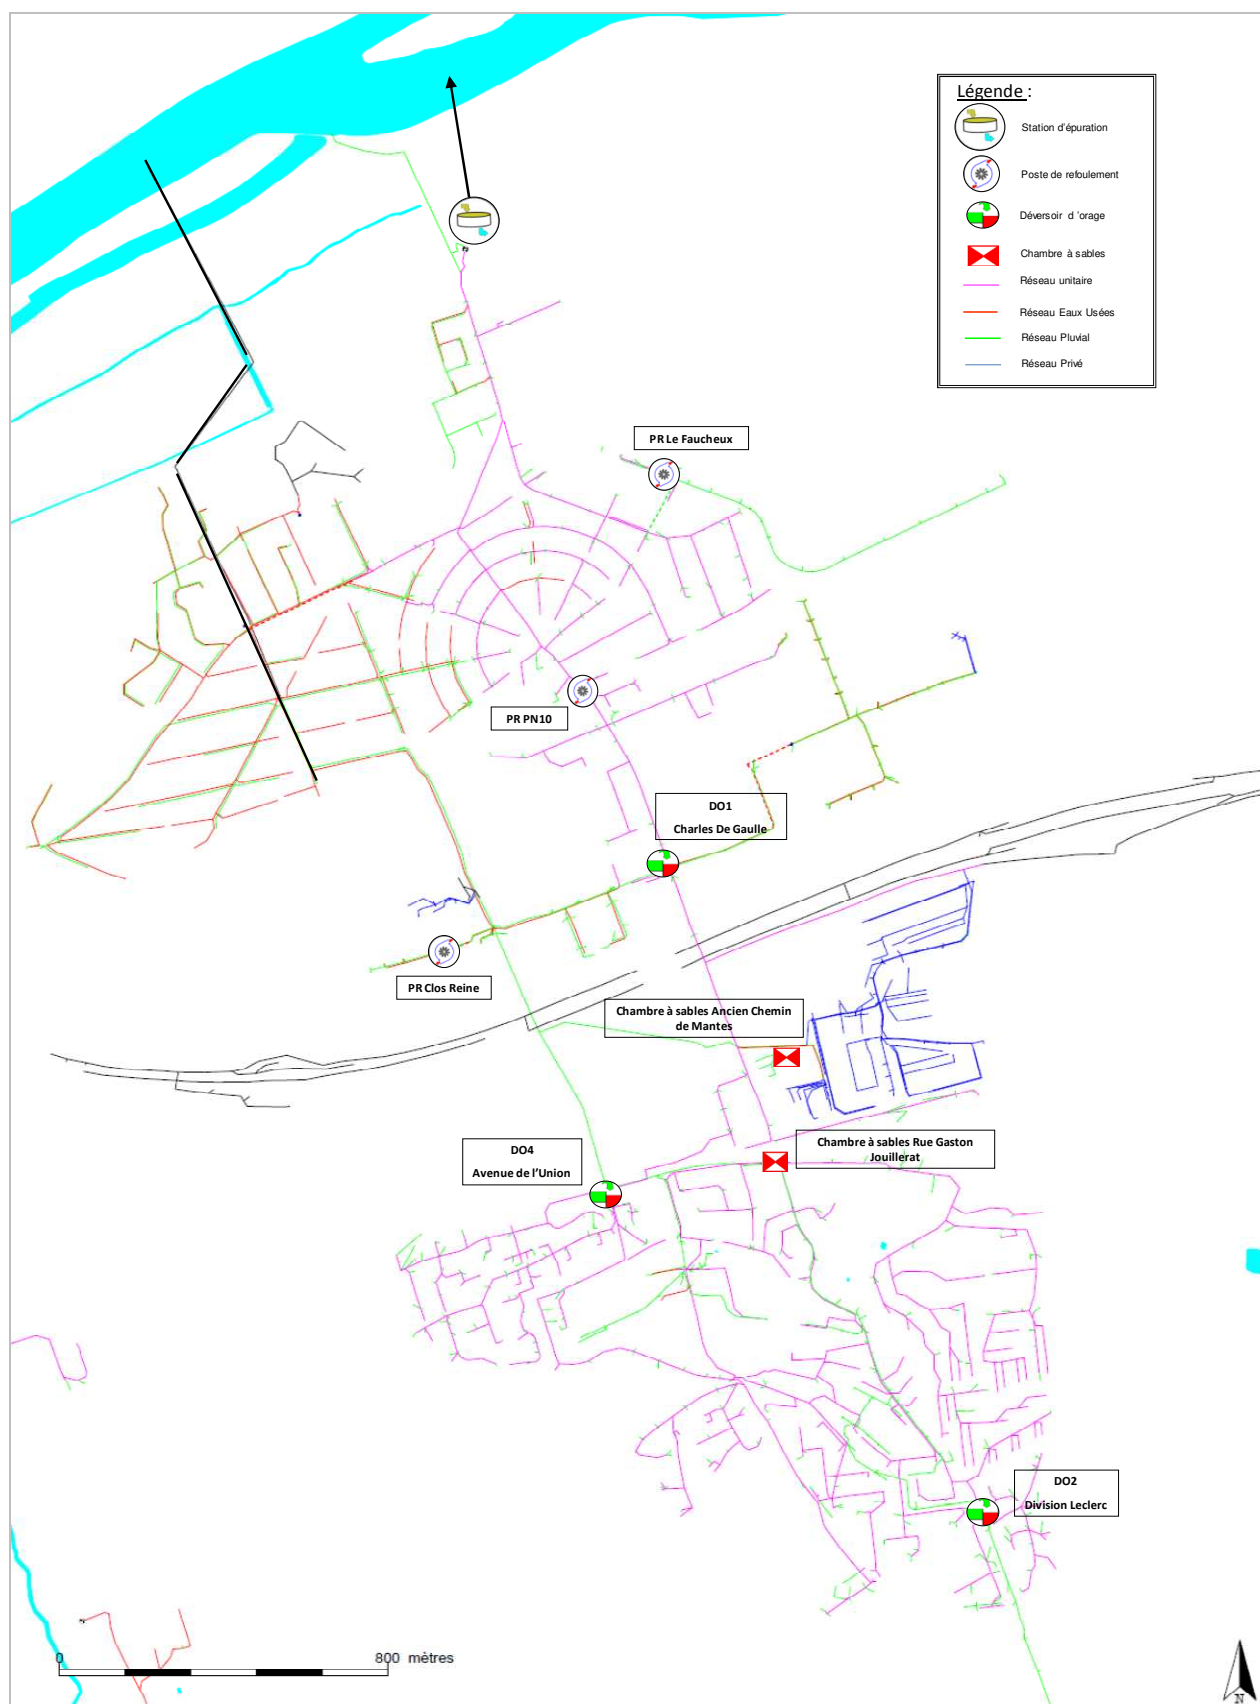 Légende :
Station d'épuration
Poste de refoulement
Déversoir d 'orage
Chambre à sables
Réseau unitaire
Réseau Eaux Usées
Réseau Pluvial
Réseau Privé
PR Le Faucheux
PR PN10
DO1
Charles De Gaulle
PR Clos Reine
Chambre à sables Ancien Chemin
de Mantes
DO4
Avenue de l'Union
Chambre à sables Rue Gaston
Jouillerat
DO2
Division Leclerc
0
800 mètres
N